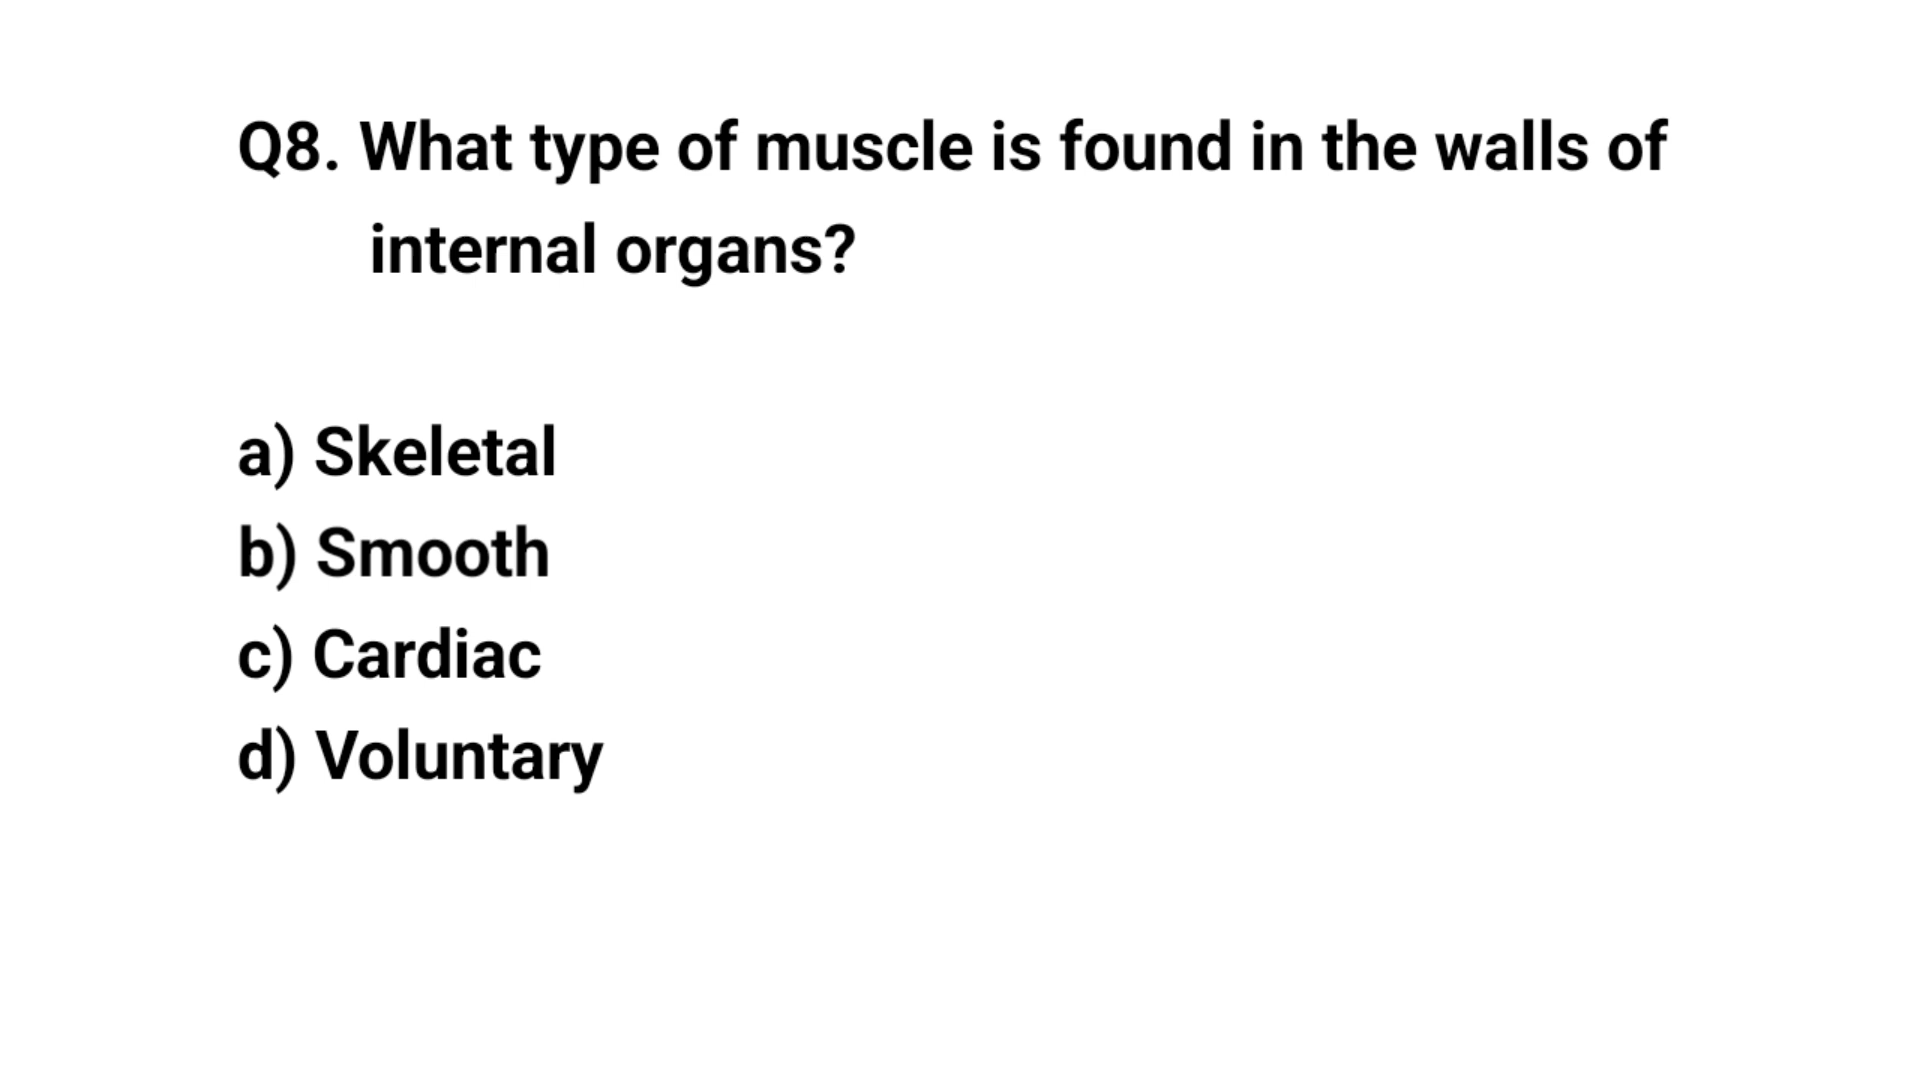 Q8. What type of muscle is found in the walls of
internal organs?
a) Skeletal
b) Smooth
c) Cardiac
d) Voluntary